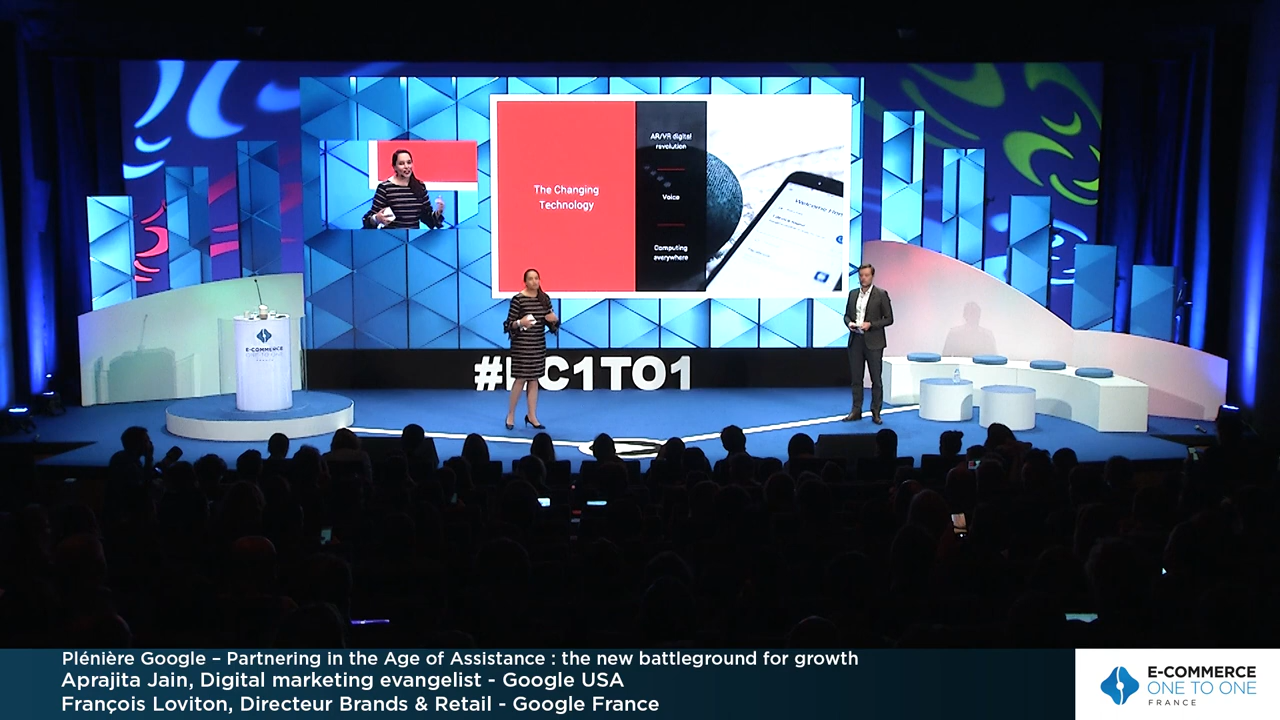 AR/VR digital
revolution
The Changing
Technology
Voice
Computing
everywhere
E-COMMERCE
ONE TO ONE
FRANCE
C1TO1
Plénière Google – Partnering in the Age of Assistance : the new battleground for growth
Aprajita Jain, Digital marketing evangelist - Google USA
François Loviton, Directeur Brands & Retail - Google France
E-COMMERCE
ONE TO ONE
FRANCE